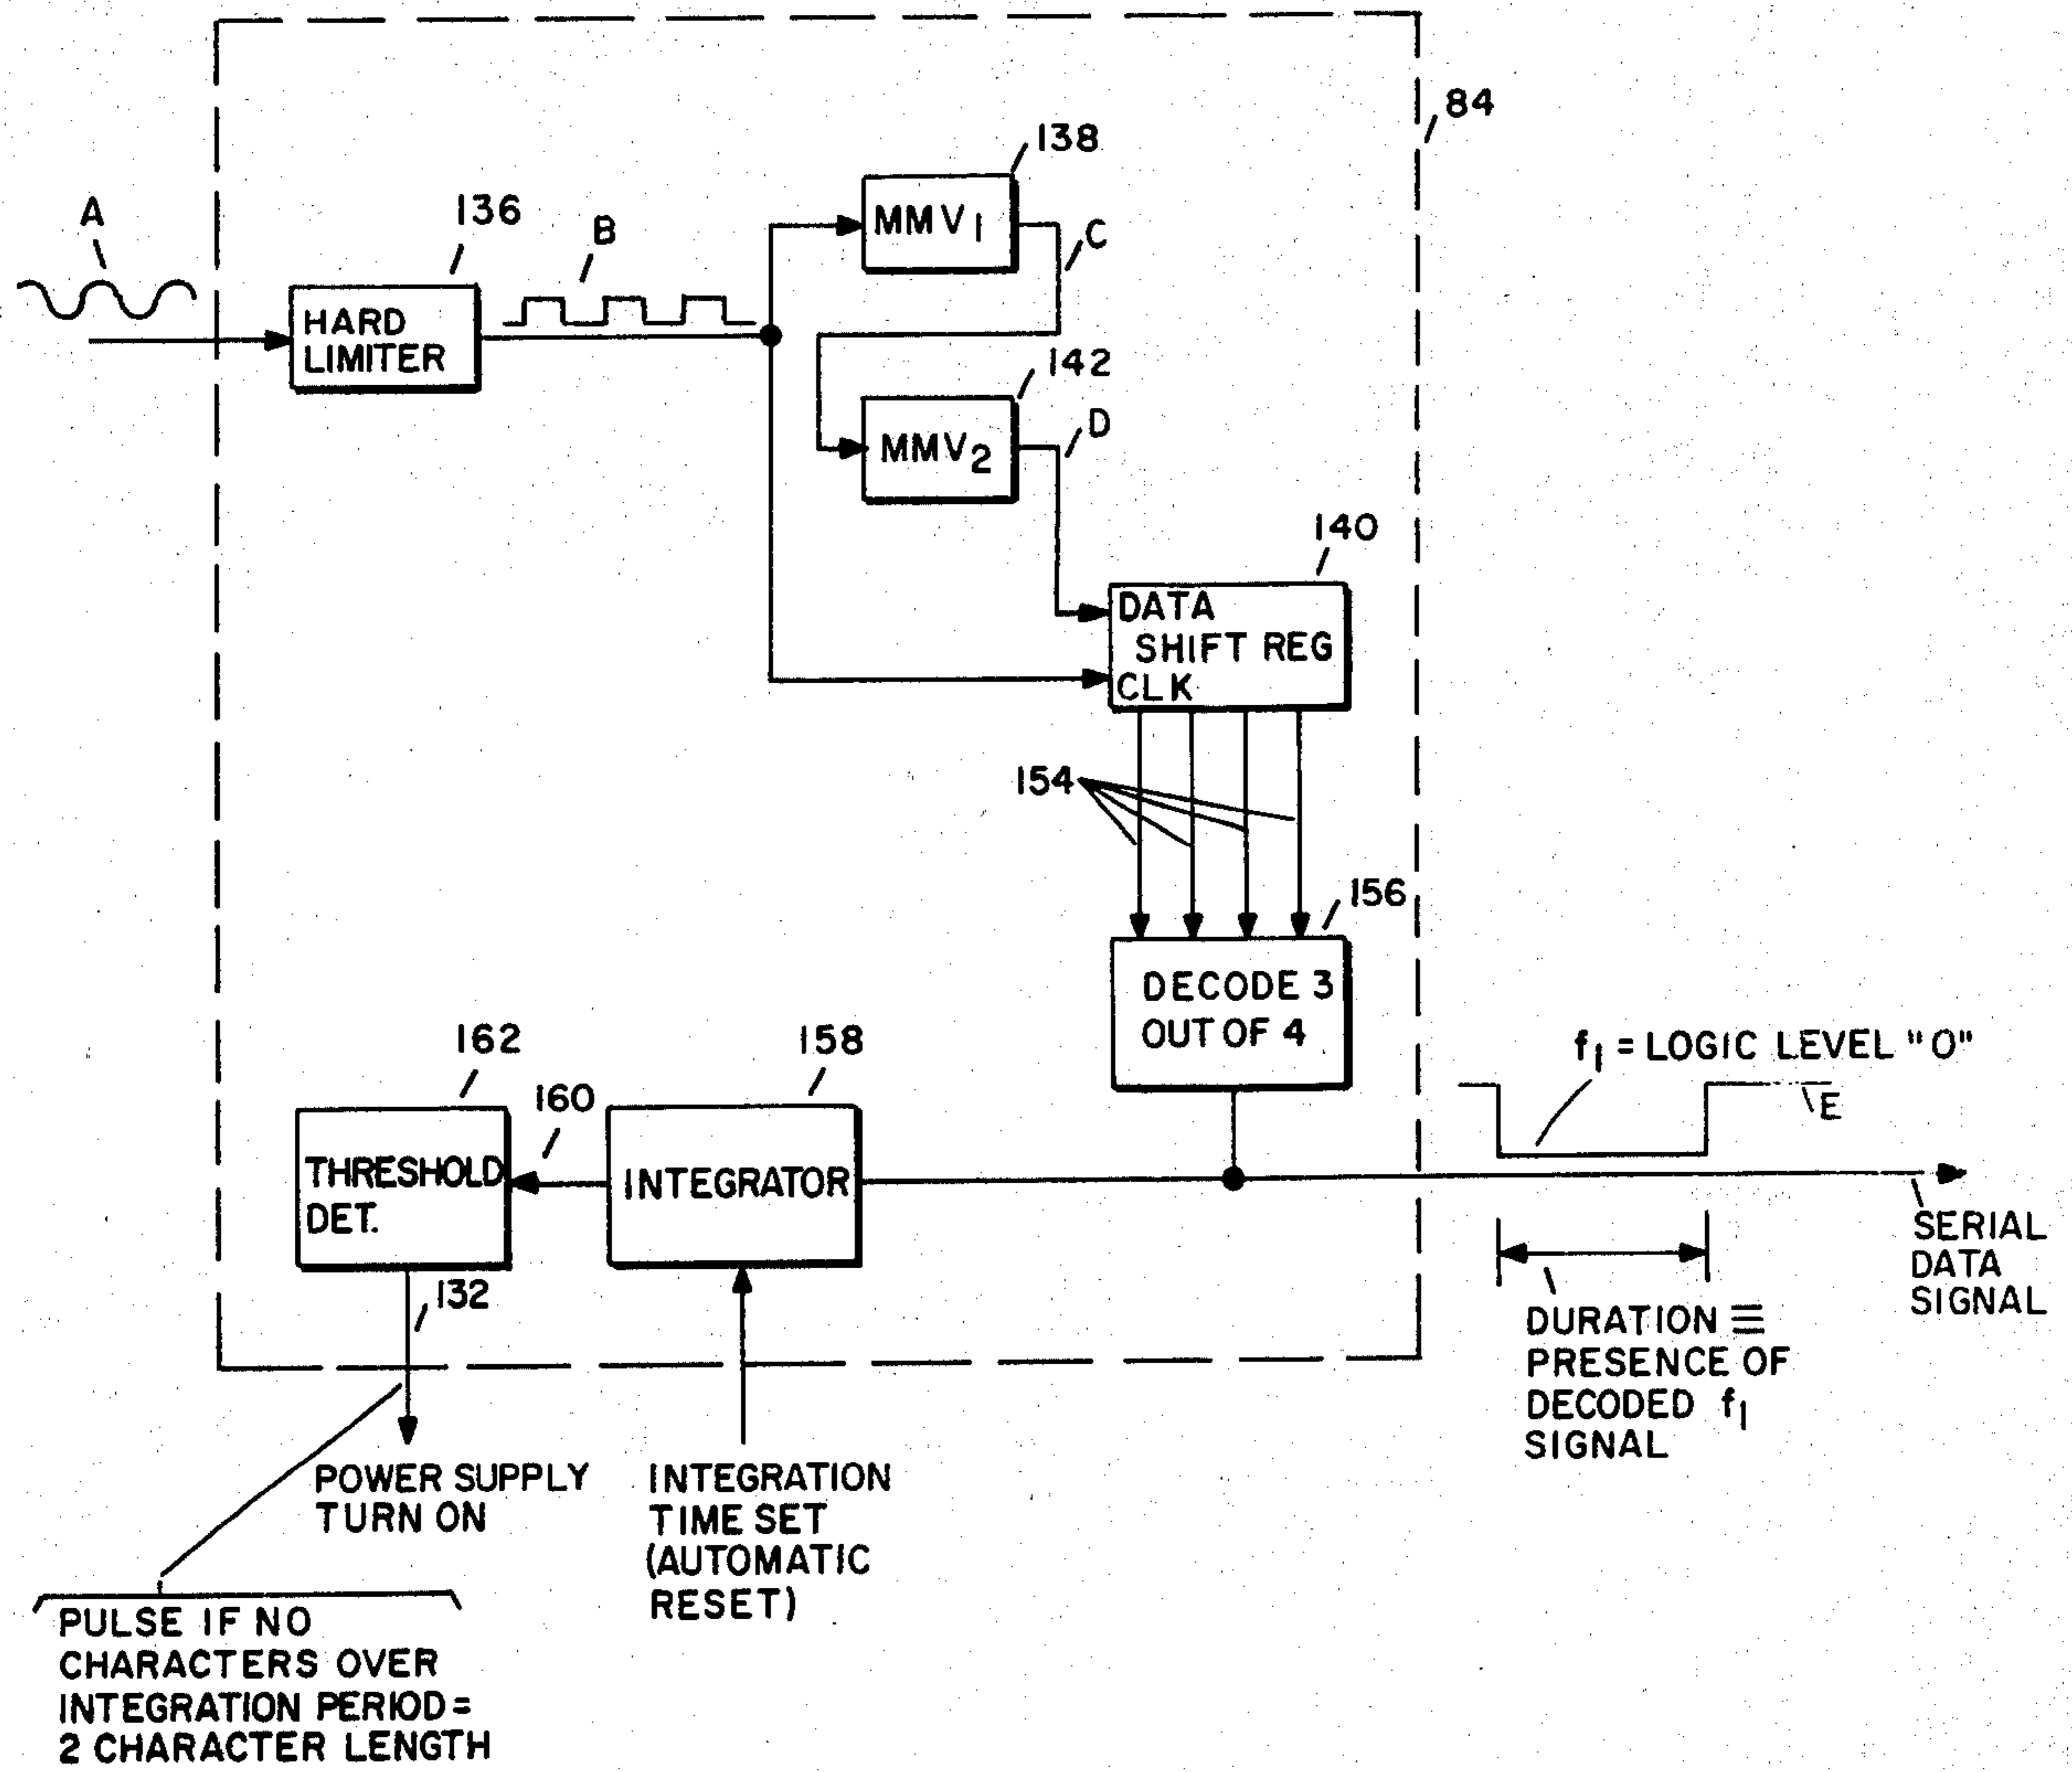 84
138
A
136
B
MMV1
C
HARD
LIMITER
142
MMV2
D
140
DATA
SHIFT REG
CLK
154
156
DECODE 3
OUT OF 4
162
158
160
f1 = LOGIC LEVEL "0"
E
THRESHOLD
DET.
INTEGRATOR
SERIAL
DATA
SIGNAL
132
DURATION ≡
PRESENCE OF
DECODED f1
SIGNAL
POWER SUPPLY
TURN ON
INTEGRATION
TIME SET
(AUTOMATIC
RESET)
PULSE IF NO
CHARACTERS OVER
INTEGRATION PERIOD =
2 CHARACTER LENGTH